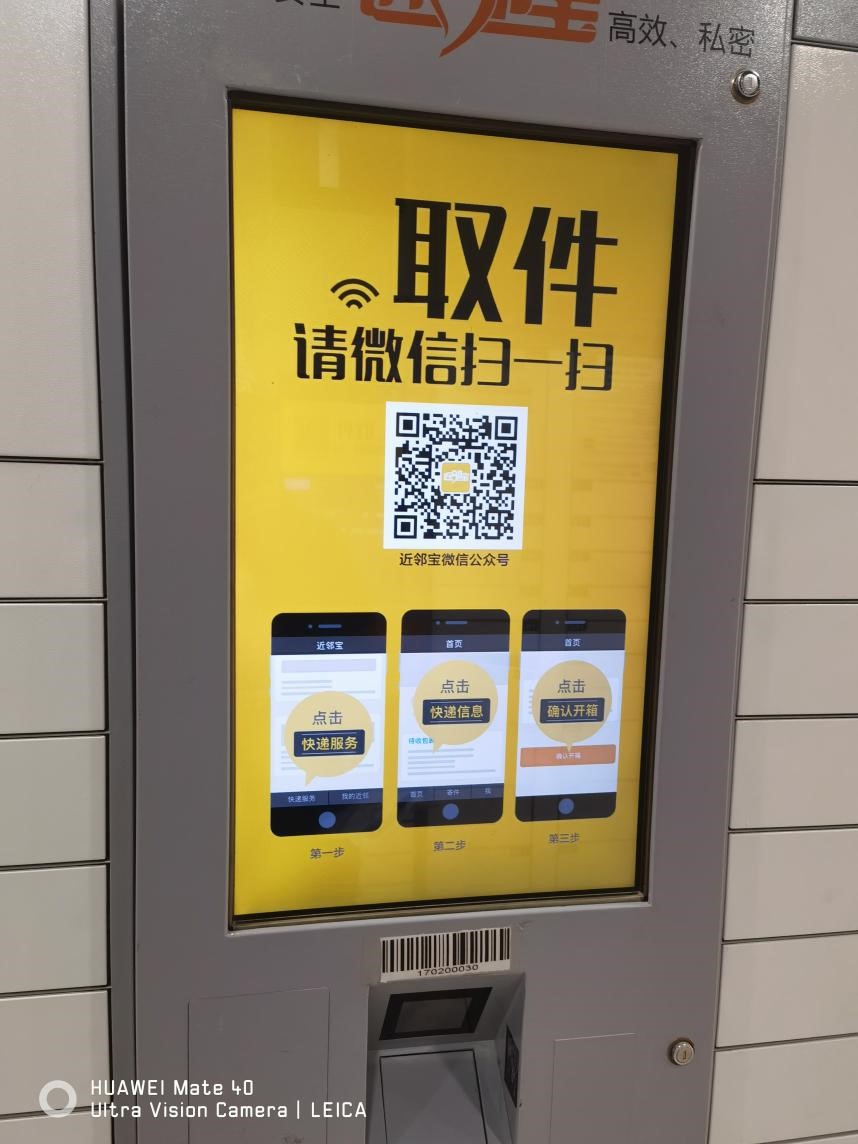 高效、私密
取件
请微信扫一扫
近邻宝微信公众号
近邻宝
点击
快递服务
快递服务 我的近邻
第一步
首页
点击
快递信息
待收包裹
首页 寄件 我
第二步
首页
点击
确认开箱
确认开箱
第三步
170200030
HUAWEI Mate 40
Ultra Vision Camera | LEICA